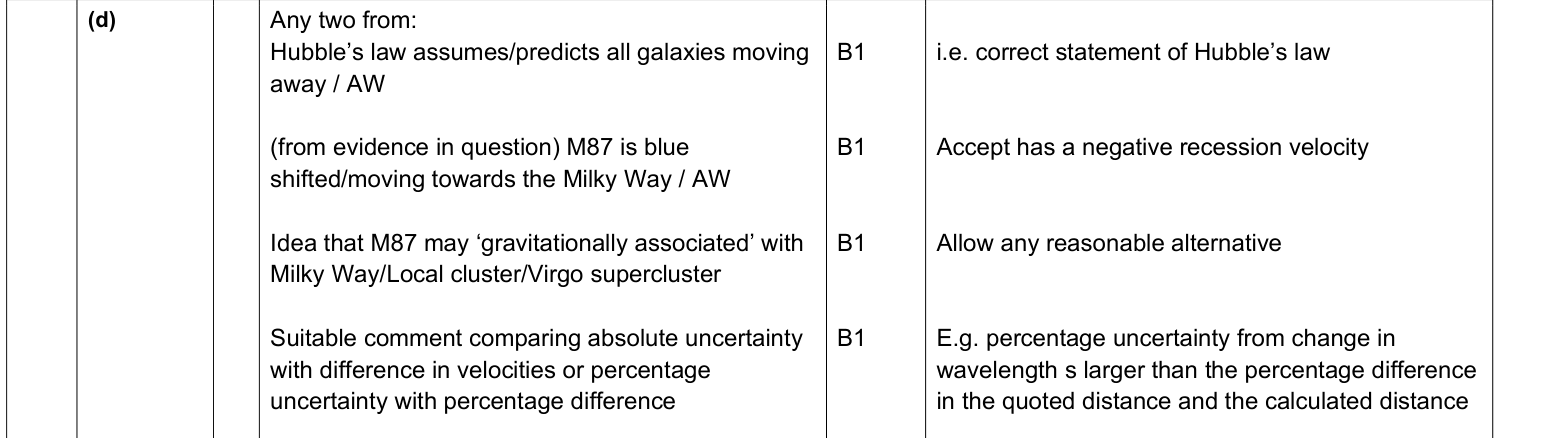 (d)
Any two from:
Hubble’s law assumes/predicts all galaxies moving
away / AW
B1
i.e. correct statement of Hubble’s law
(from evidence in question) M87 is blue
shifted/moving towards the Milky Way / AW
B1
Accept has a negative recession velocity
Idea that M87 may ‘gravitationally associated’ with
Milky Way/Local cluster/Virgo supercluster
B1
Allow any reasonable alternative
Suitable comment comparing absolute uncertainty
with difference in velocities or percentage
uncertainty with percentage difference
B1
E.g. percentage uncertainty from change in
wavelength s larger than the percentage difference
in the quoted distance and the calculated distance